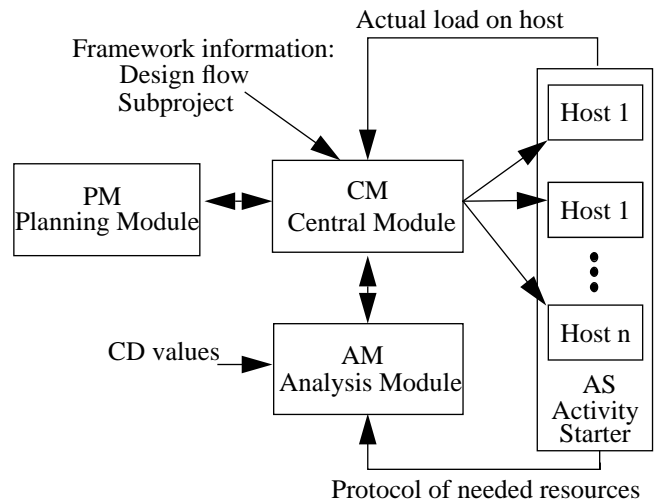 Actual load on host
Framework information:
Design flow
Subproject
Host 1
PM
Planning Module
CM
Central Module
Host 1
Host n
CD values
AM
Analysis Module
AS
Activity
Starter
Protocol of needed resources